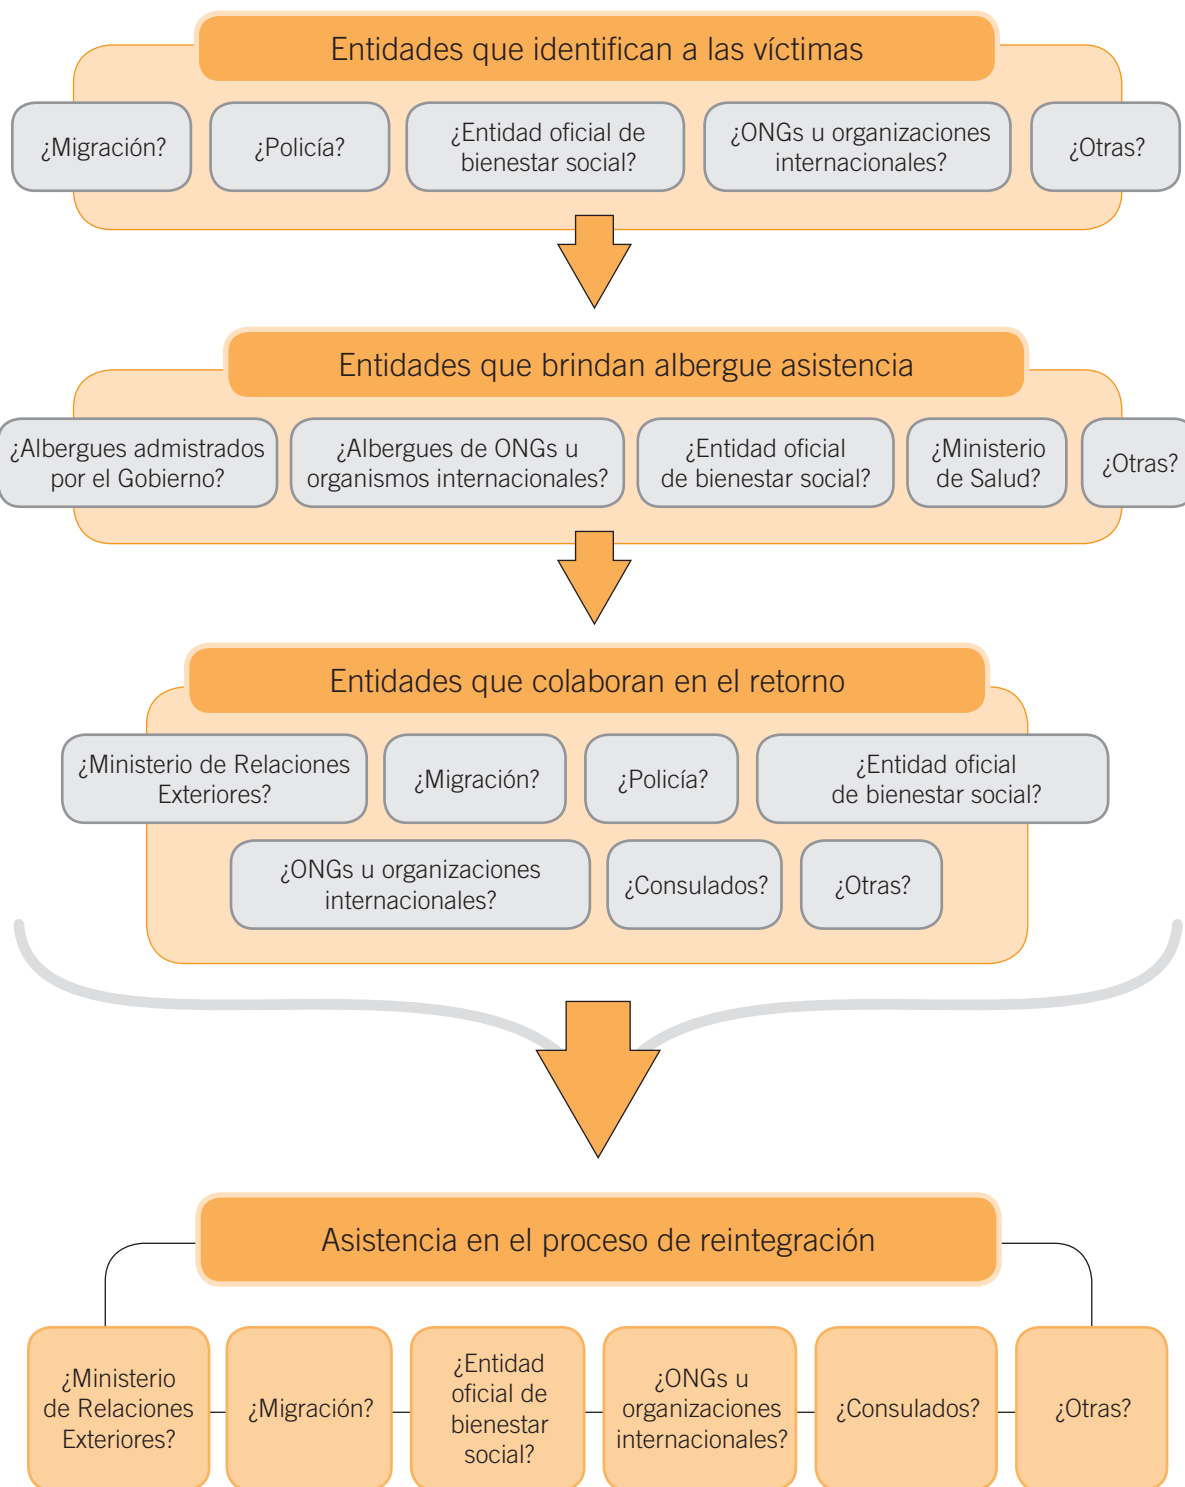 Entidades que identifican a las víctimas
¿Migración?
¿Policía?
¿Entidad oficial de
bienestar social?
¿ONGs u organizaciones
internacionales?
¿Otras?
Entidades que brindan albergue asistencia
¿Albergues admistrados
por el Gobierno?
¿Albergues de ONGs u
organismos internacionales?
¿Entidad oficial
de bienestar social?
¿Ministerio
de Salud?
¿Otras?
Entidades que colaboran en el retorno
¿Ministerio de Relaciones
Exteriores?
¿Migración?
¿Policía?
¿Entidad oficial
de bienestar social?
¿ONGs u organizaciones
internacionales?
¿Consulados?
¿Otras?
Asistencia en el proceso de reintegración
¿Ministerio
de Relaciones
Exteriores?
¿Migración?
¿Entidad
oficial de
bienestar
social?
¿ONGs u
organizaciones
internacionales?
¿Consulados?
¿Otras?